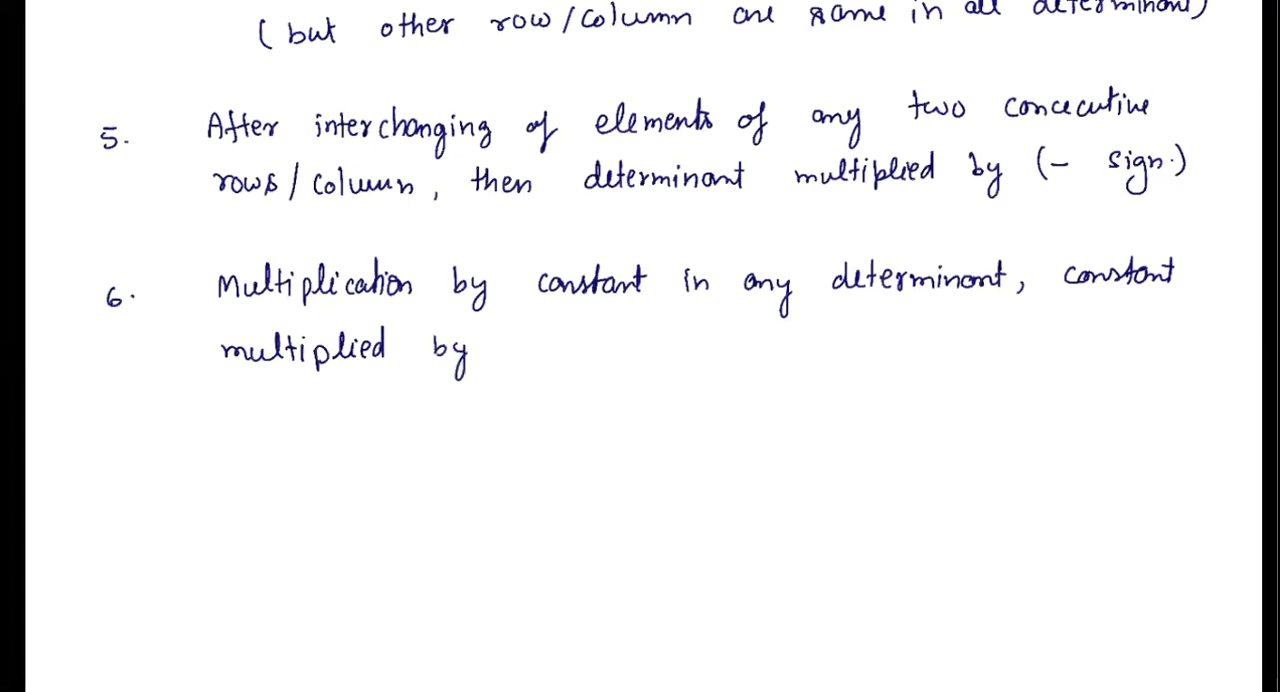 ( but other row / column are same in all determinant)
5. After interchanging of elements of any two concecutive
rows / column , then determinant multiplied by (- sign.)
6. Multiplication by constant in any determinant, constant
multiplied by